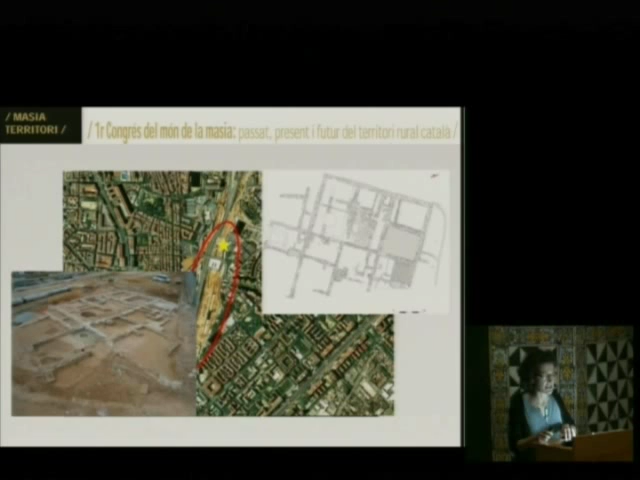 / MASIA
TERRITORI /
/ 1r Congrés del món de la masia: passat, present i futur del territori rural català /